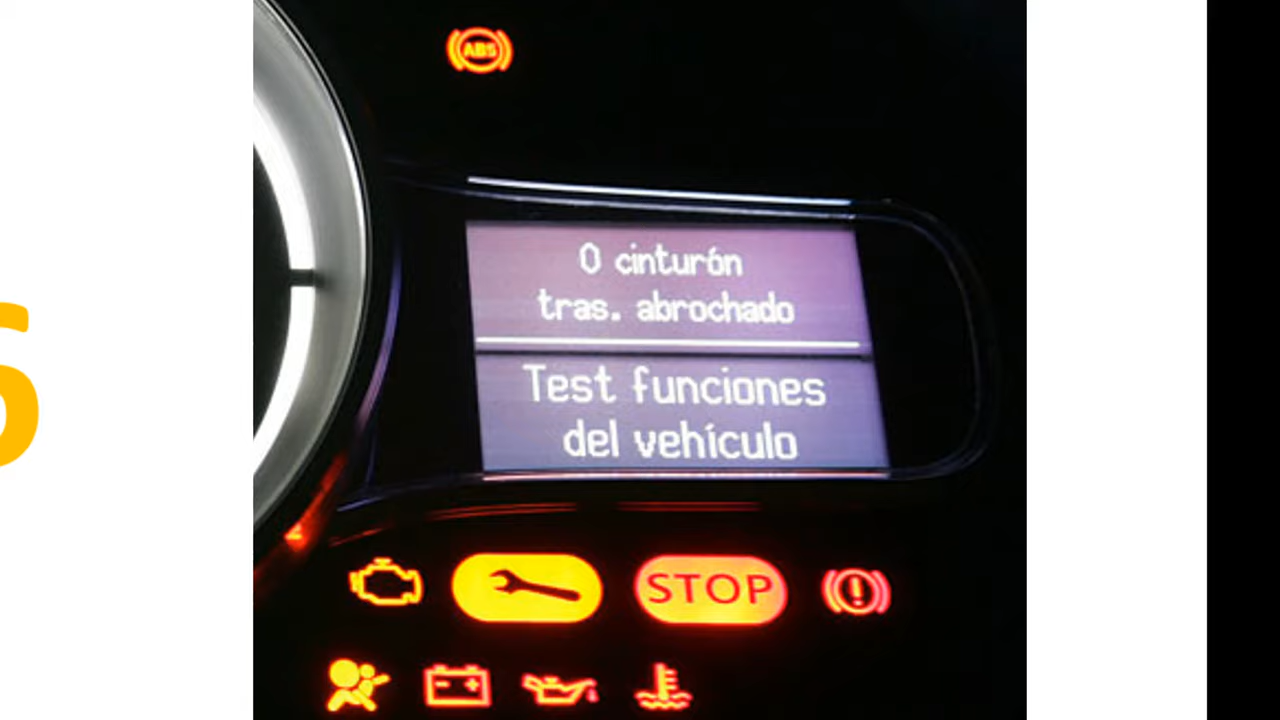 ABS
0 cinturón
tras. abrochado
Test funciones
del vehículo
STOP